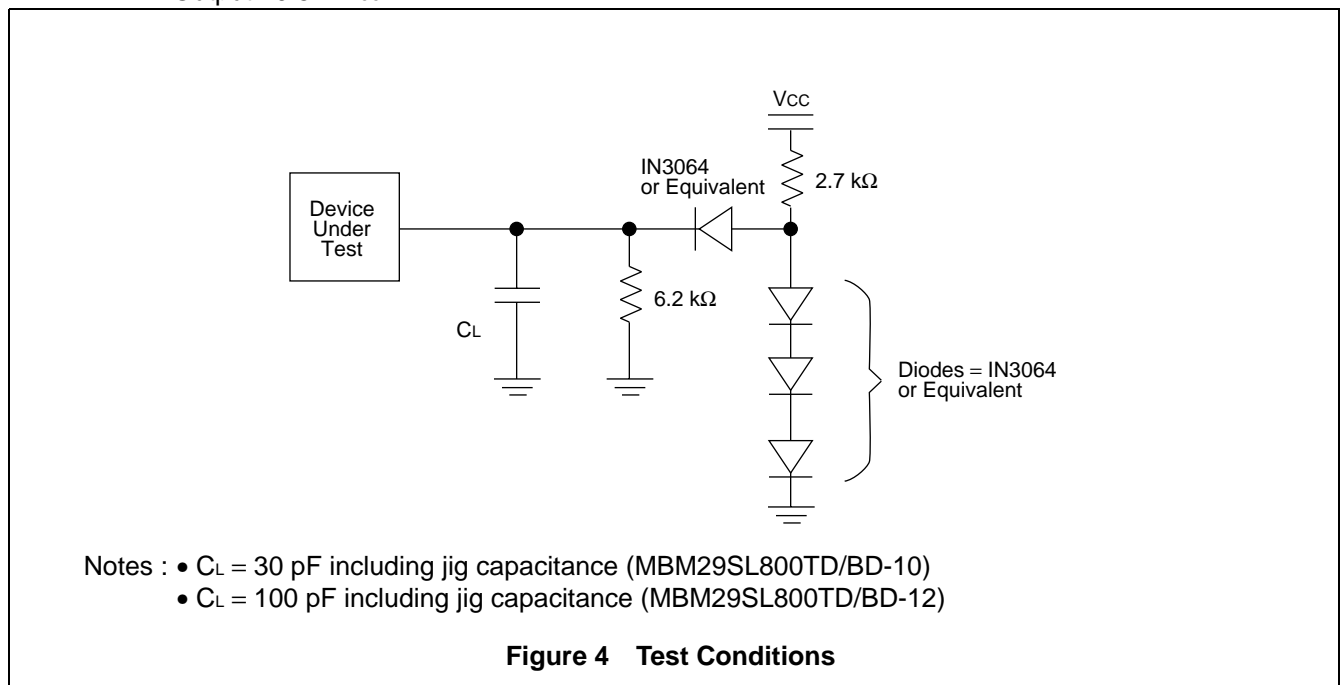 Vcc
IN3064
or Equivalent
2.7 kΩ
Device
Under
Test
6.2 kΩ
CL
Diodes = IN3064
or Equivalent
Notes : • CL = 30 pF including jig capacitance (MBM29SL800TD/BD-10)
• CL = 100 pF including jig capacitance (MBM29SL800TD/BD-12)
Figure 4 Test Conditions